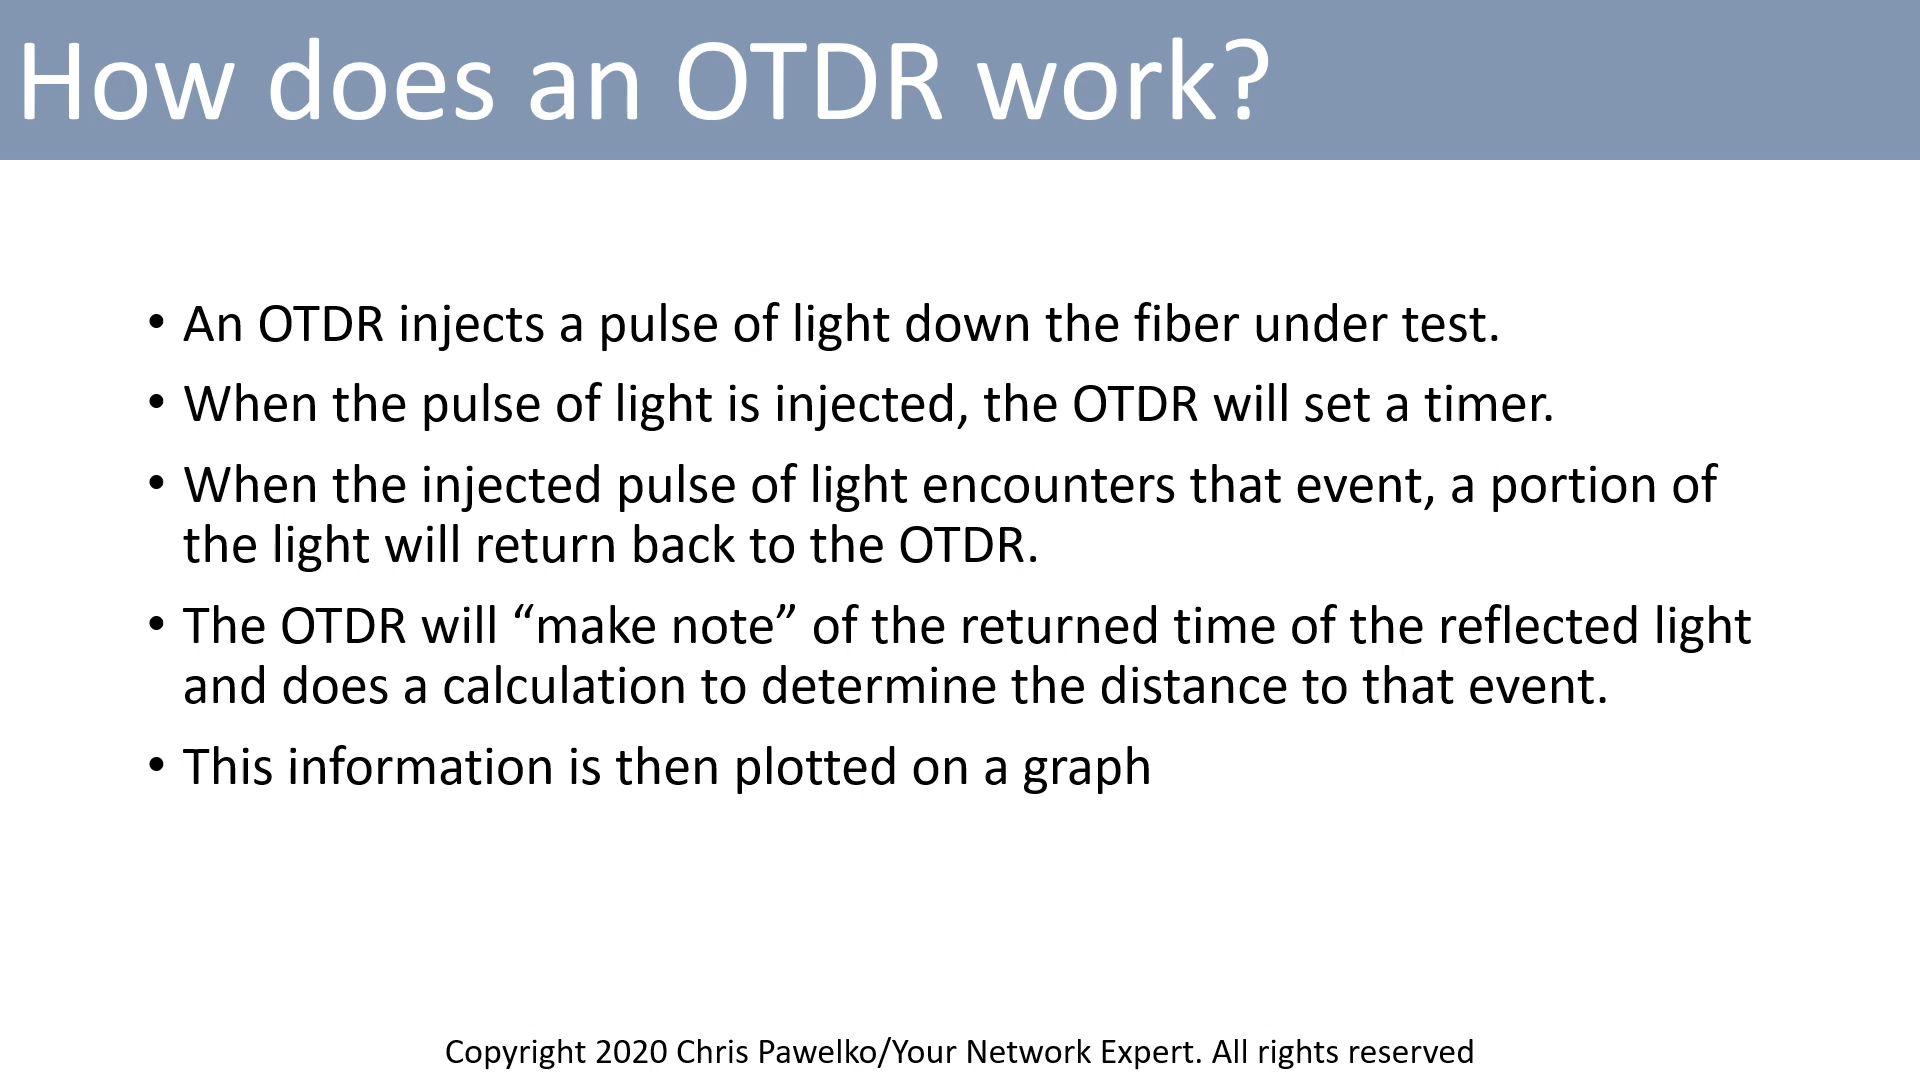 How does an OTDR work?
• An OTDR injects a pulse of light down the fiber under test.
• When the pulse of light is injected, the OTDR will set a timer.
• When the injected pulse of light encounters that event, a portion of
the light will return back to the OTDR.
• The OTDR will “make note” of the returned time of the reflected light
and does a calculation to determine the distance to that event.
• This information is then plotted on a graph
Copyright 2020 Chris Pawelko/Your Network Expert. All rights reserved